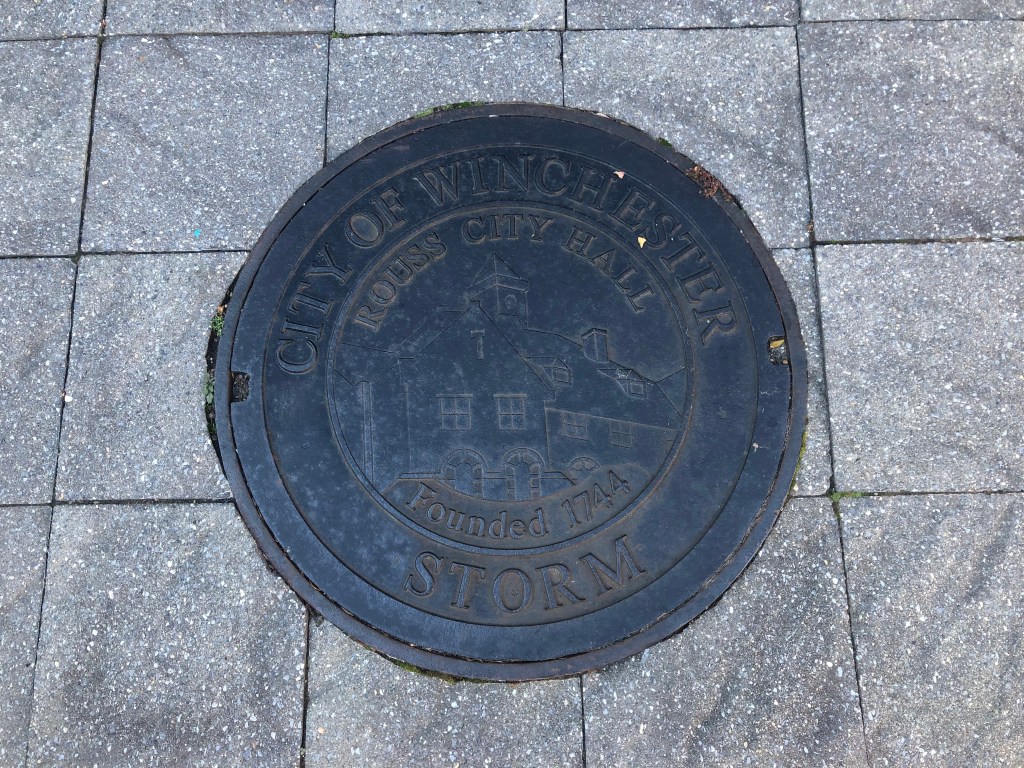 CITY OF WINCHESTER
ROUSS CITY HALL
Founded 1744
STORM